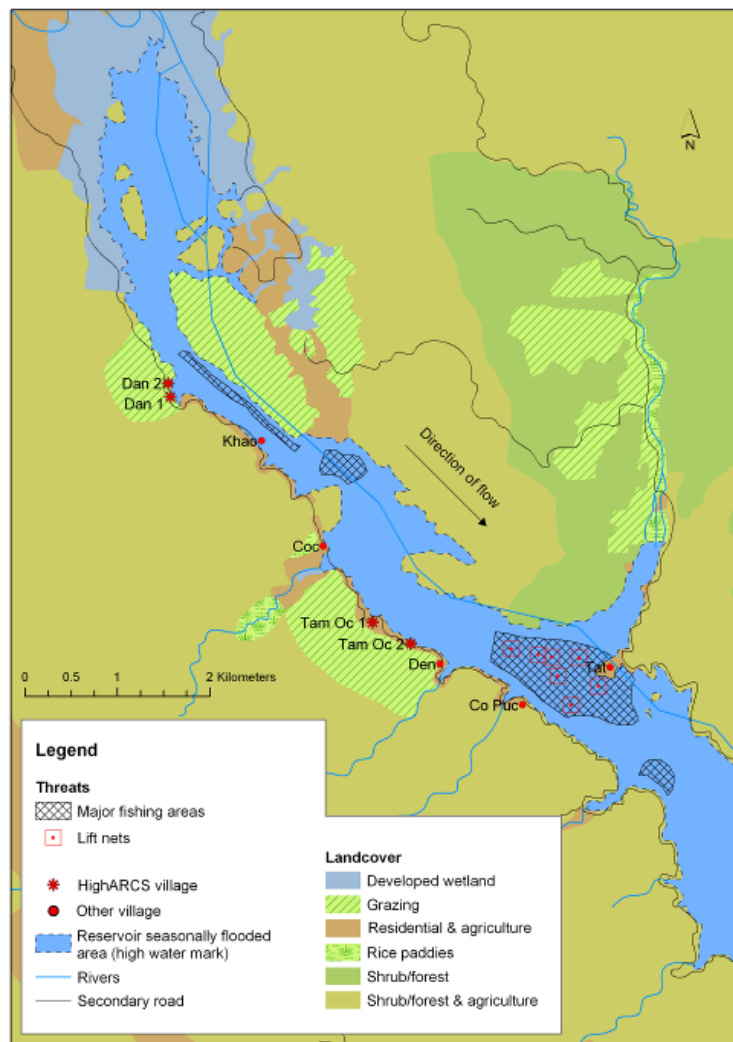 N
Dan 2
Dan 1
Khao
Direction of flow
Coc
Tam Oc 1
Tam Oc 2
Den
Tat
Co Puc
0 0.5 1 2 Kilometers
Legend
Threats
Major fishing areas
Lift nets
HighARCS village
Other village
Reservoir seasonally flooded
area (high water mark)
Rivers
Secondary road
Landcover
Developed wetland
Grazing
Residential & agriculture
Rice paddies
Shrub/forest
Shrub/forest & agriculture